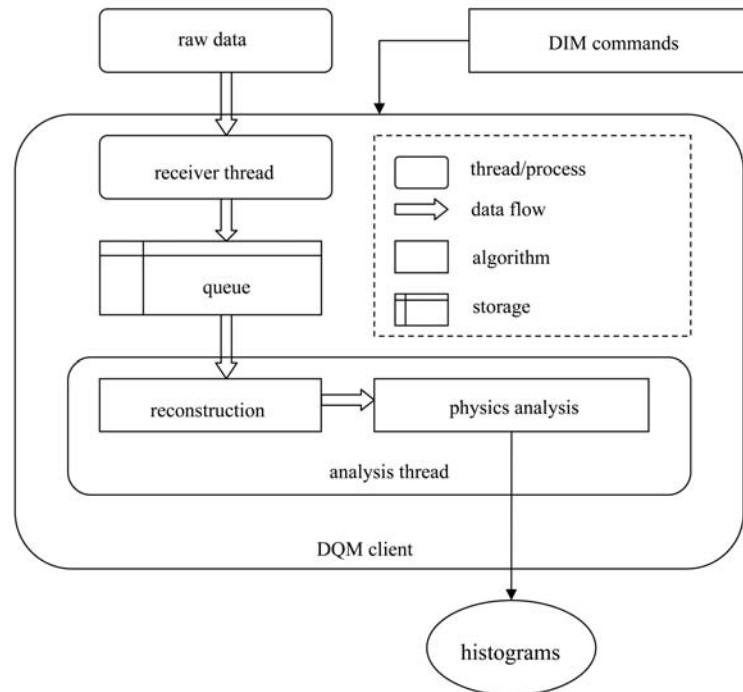 raw data
DIM commands
receiver thread
thread/process
data flow
algorithm
storage
queue
reconstruction
physics analysis
analysis thread
DQM client
histograms